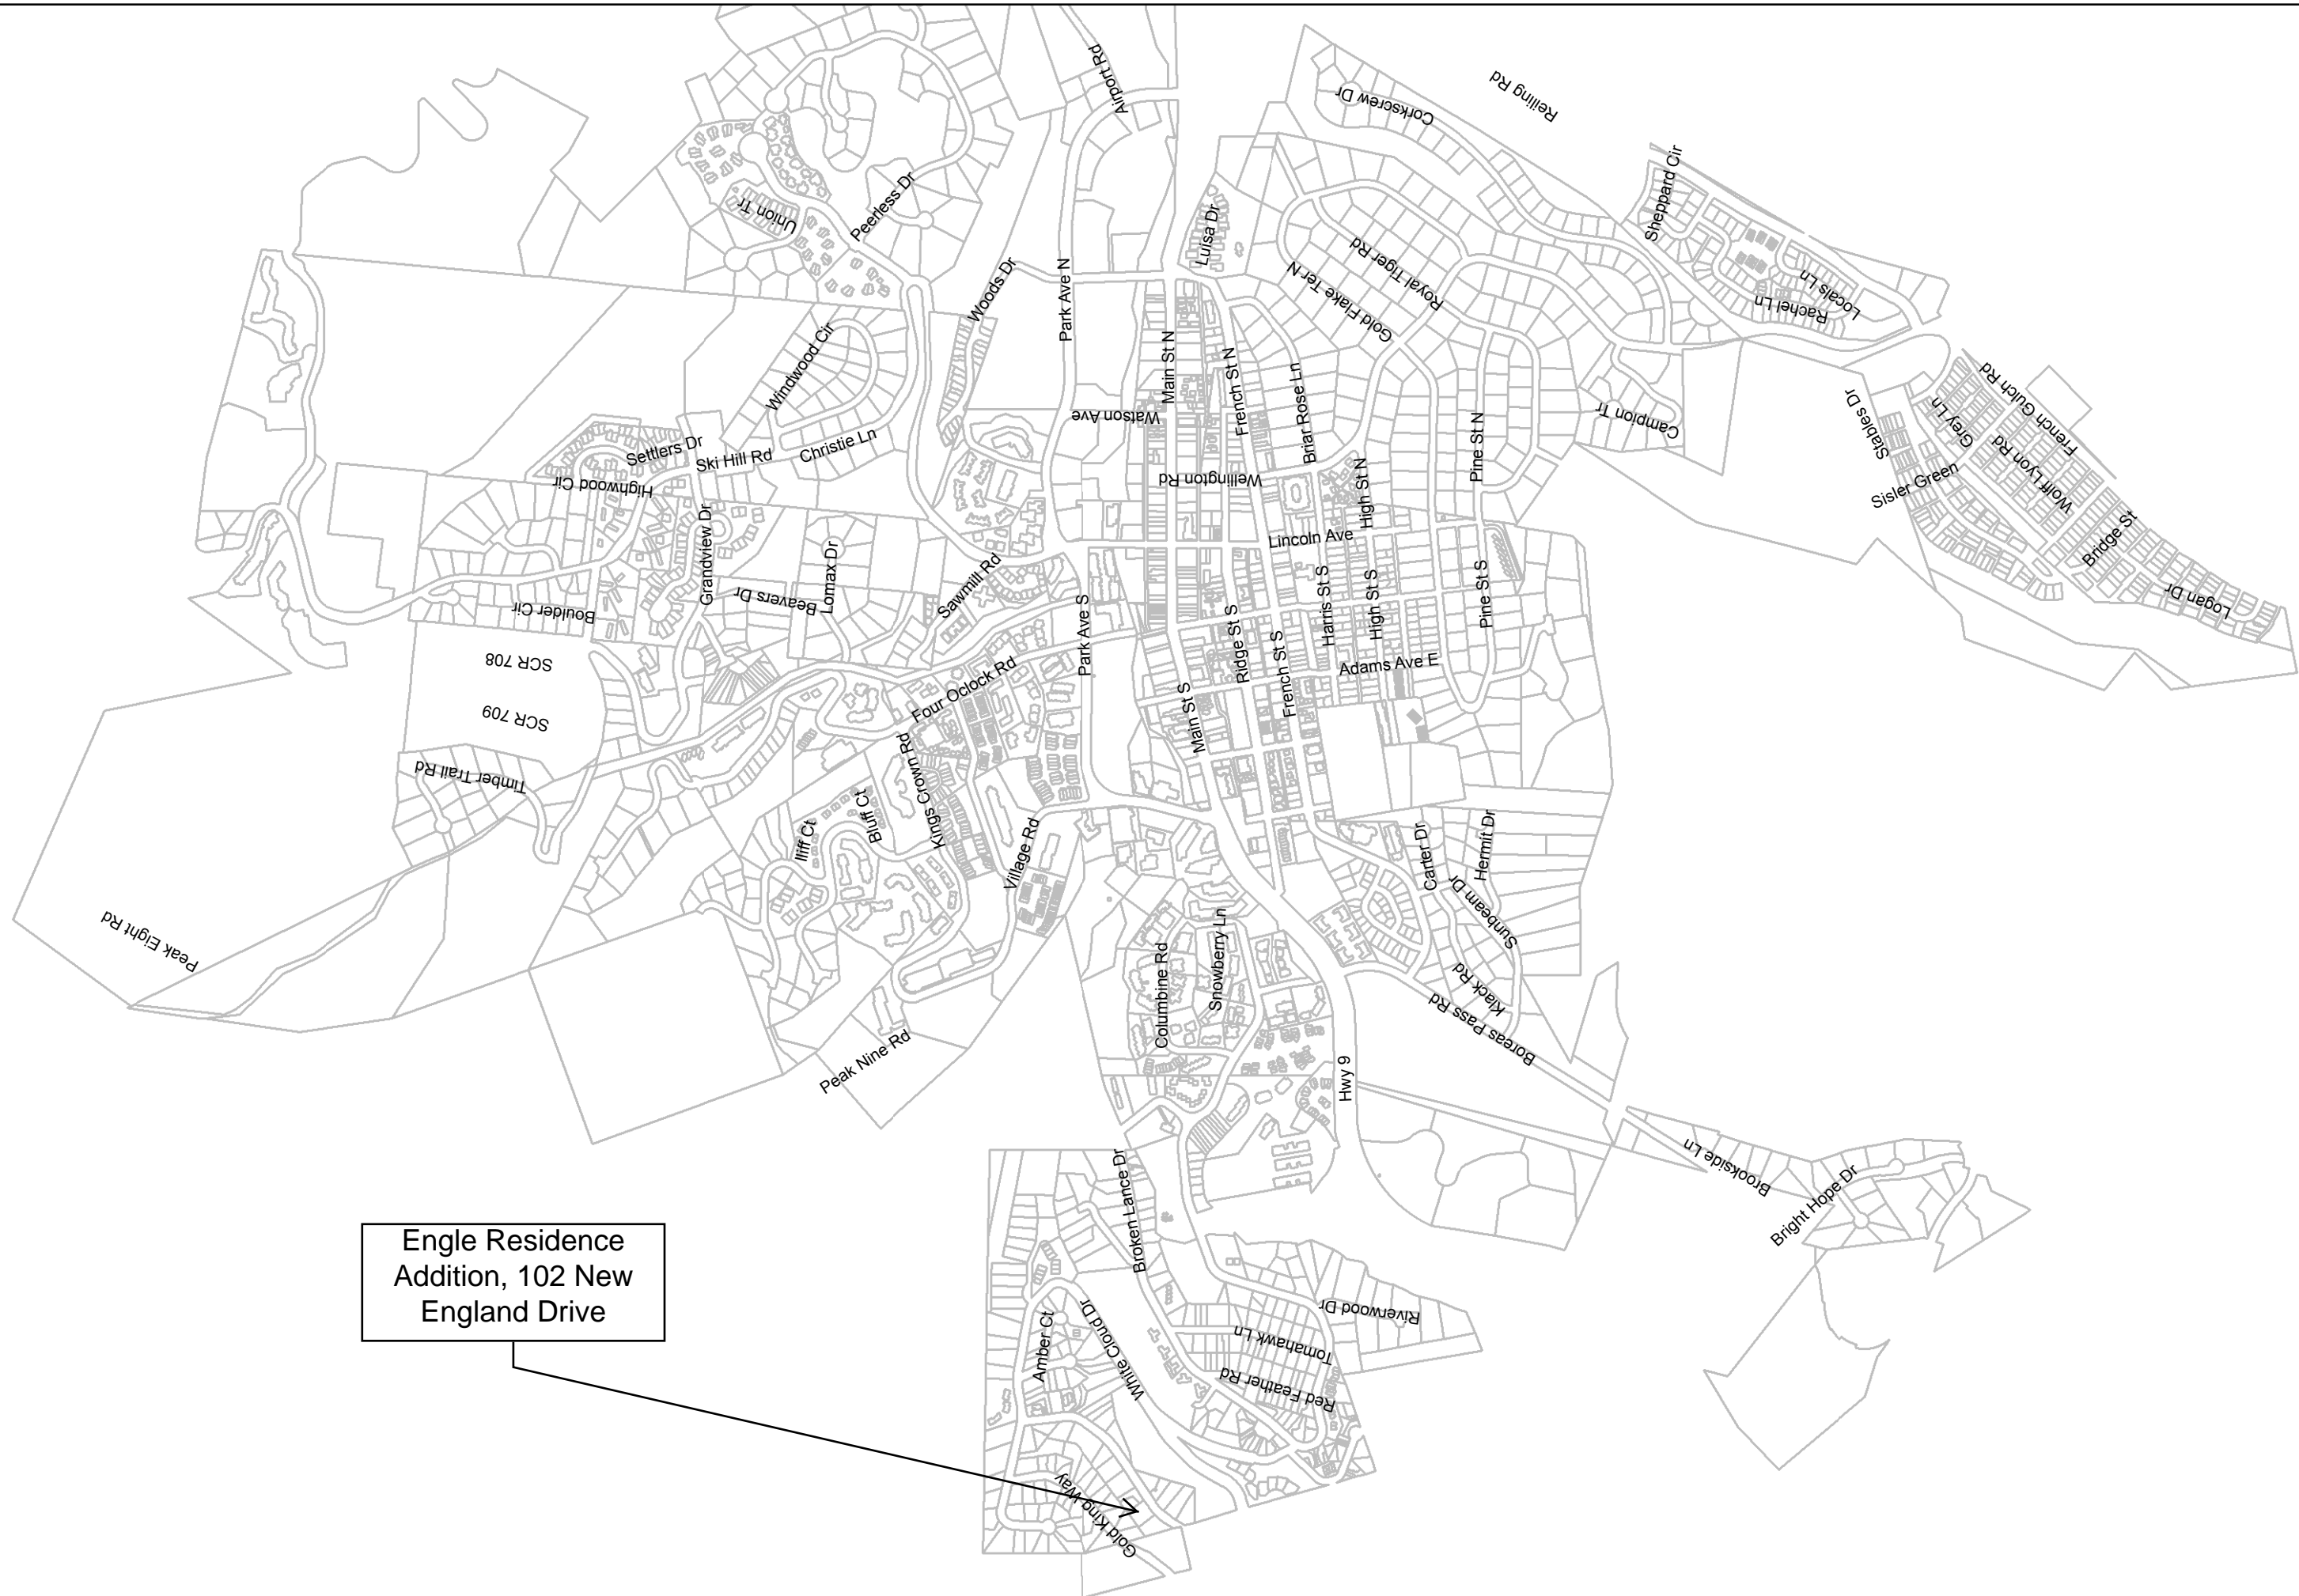 Airport Rd
Reiling Rd
Corkscrew Dr
Sheppard Cir
Union Tr
Peerless Dr
Luisa Dr
Royal Tiger Rd
Gold Flake Ter N
Locals Ln
Rachel Ln
Woods Dr
Park Ave N
Windwood Cir
Main St N
French St N
Briar Rose Ln
Watson Ave
Campion Tr
Stables Dr
Grey Ln
French Gulch Rd
Wolff Lyon Rd
Sisler Green
Settlers Dr
Ski Hill Rd
Christie Ln
Highwood Cir
Wellington Rd
High St N
Pine St N
Bridge St
Logan Dr
Grandview Dr
Lomax Dr
Beavers Dr
Boulder Cir
Sawmill Rd
Lincoln Ave
Harris St S
High St S
Pine St S
Park Ave S
Ridge St S
French St S
Adams Ave E
SCR 708
SCR 709
Four Oclock Rd
Main St S
Kings Crown Rd
Timber Trail Rd
Iliff Ct
Bluff Ct
Village Rd
Carter Dr
Hermit Dr
Sunbeam Dr
Peak Eight Rd
Columbine Rd
Snowberry Ln
Klack Rd
Boreas Pass Rd
Peak Nine Rd
Hwy 9
Brookside Ln
Bright Hope Dr
Broken Lance Dr
Engle Residence
Addition, 102 New
England Drive
Amber Ct
White Cloud Dr
Riverwood Dr
Tomahawk Ln
Red Feather Rd
Gold King Way